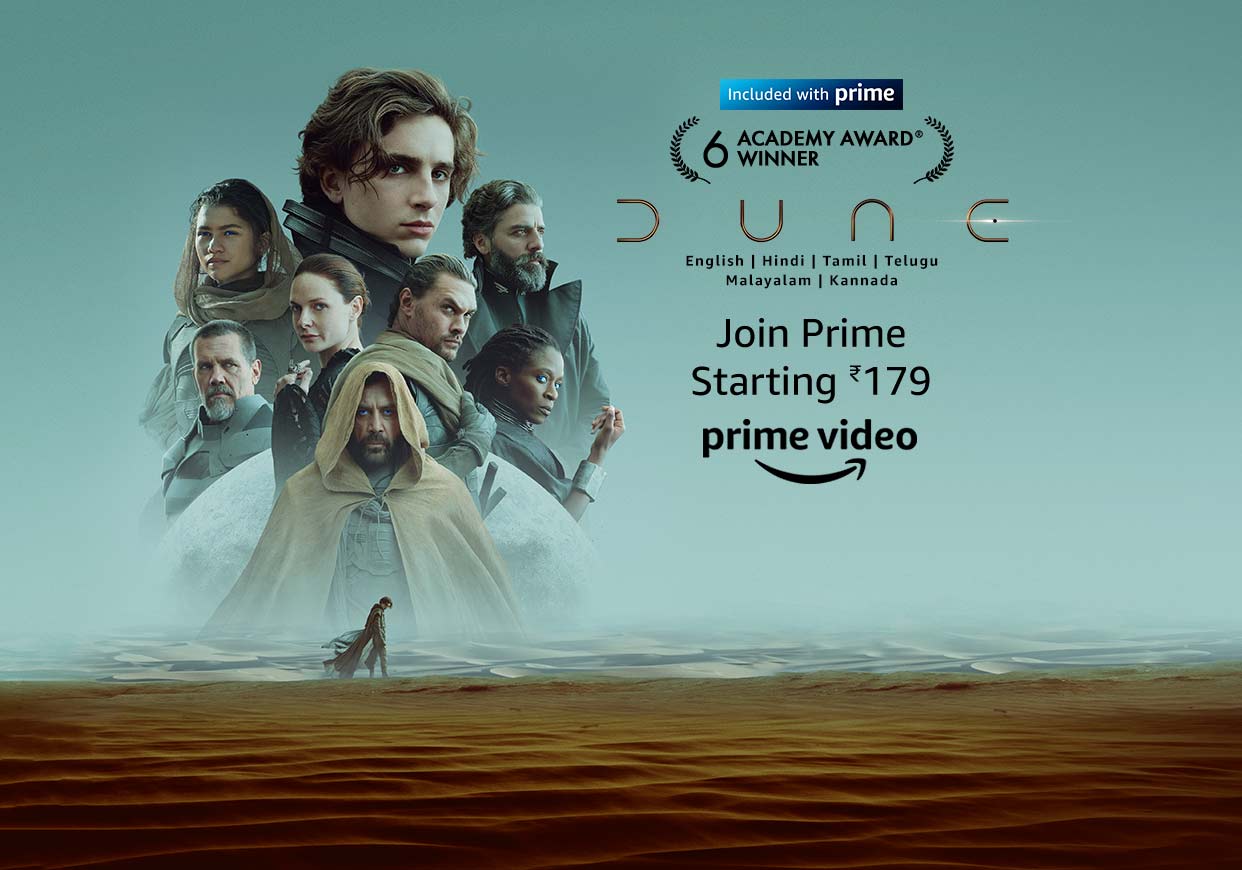 Included with prime
6 ACADEMY AWARD®
WINNER
DUNE
English | Hindi | Tamil | Telugu
Malayalam | Kannada
Join Prime
Starting ₹179
prime video